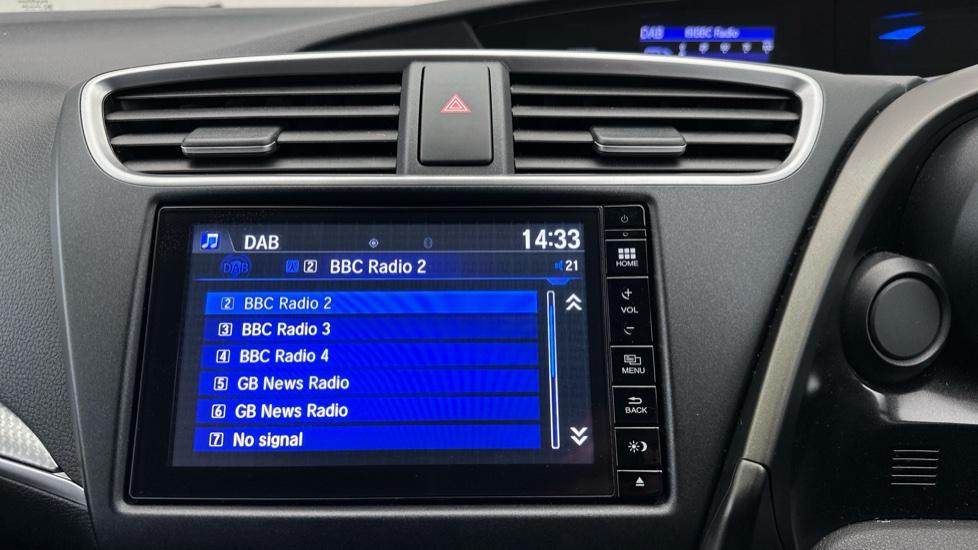 DAB BBC Radio
DAB 14:33
DAB 2 BBC Radio 2 21
2 BBC Radio 2
3 BBC Radio 3
4 BBC Radio 4
5 GB News Radio
6 GB News Radio
7 No signal
HOME
+
VOL
-
MENU
BACK